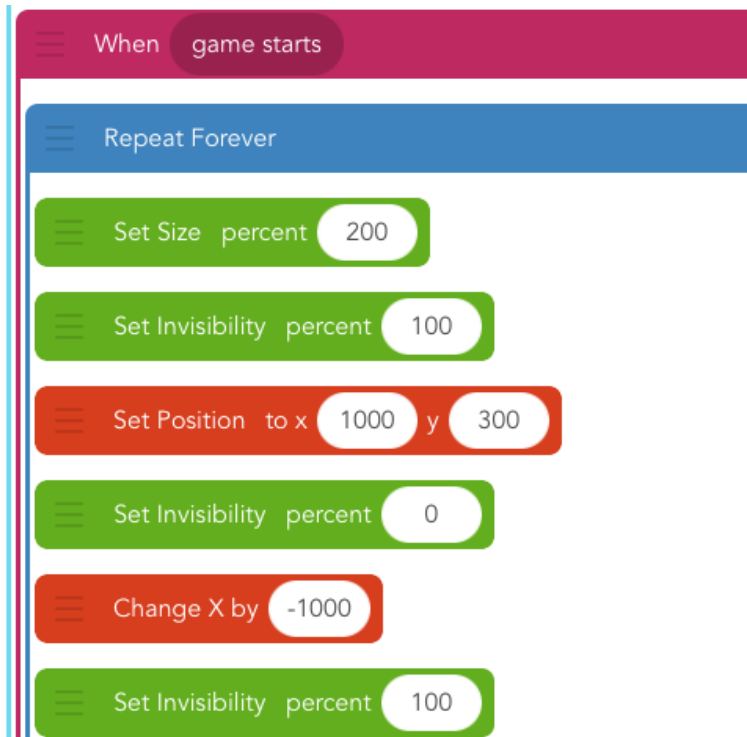 When game starts
Repeat Forever
Set Size percent 200
Set Invisibility percent 100
Set Position to x 1000 y 300
Set Invisibility percent 0
Change X by -1000
Set Invisibility percent 100